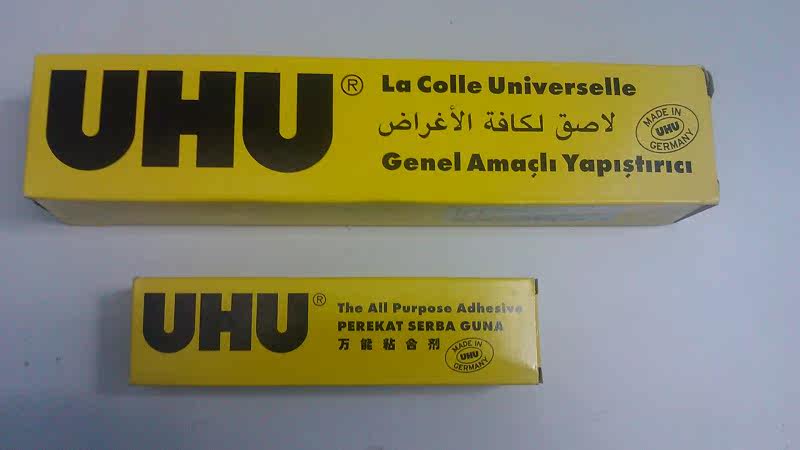 UHU®
La Colle Universelle
لاصق لكافة الأغراض
Genel Amaçlı Yapıştırıcı
MADE IN
UHU
GERMANY
UHU®
The All Purpose Adhesive
PEREKAT SERBA GUNA
万能粘合剂
MADE IN
UHU
GERMANY